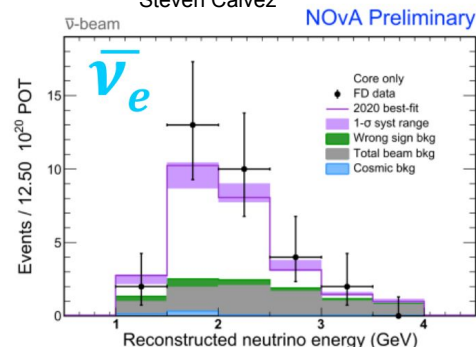 Steven Calvez
ν̄-beam
NOvA Preliminary
ν̄e
Core only
FD data
2020 best-fit
1-σ syst range
Wrong sign bkg
Total beam bkg
Cosmic bkg
Events / 12.50 10²⁰ POT
15
10
5
0
1 2 3 4
Reconstructed neutrino energy (GeV)